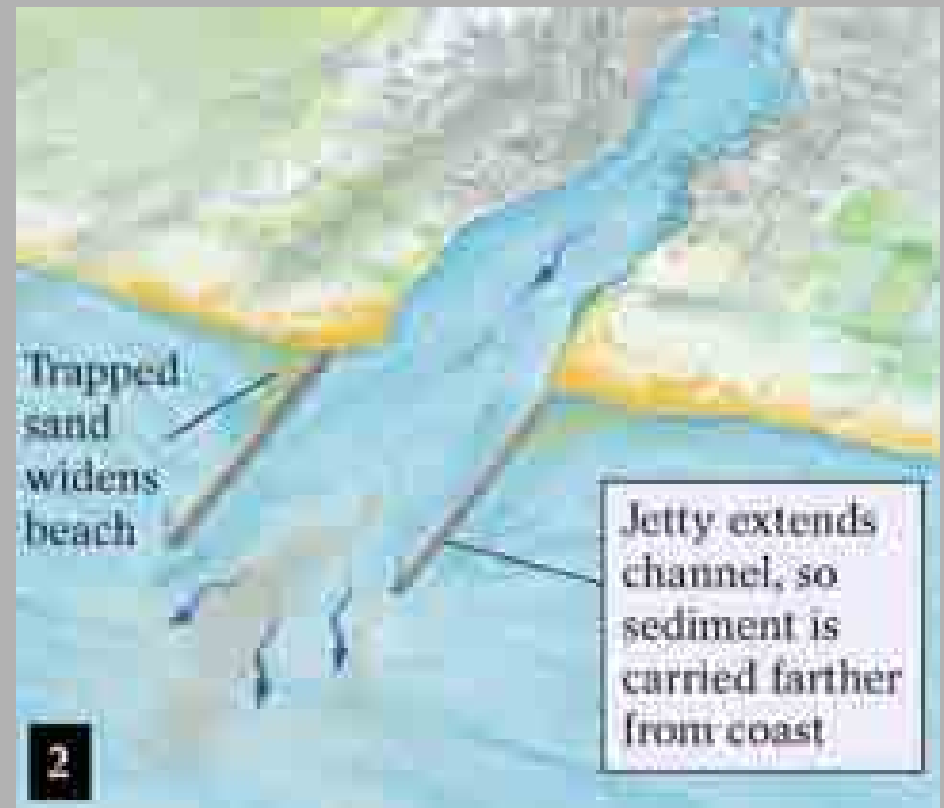 Trapped
sand
widens
beach
Jetty extends
channel, so
sediment is
carried farther
from coast
2